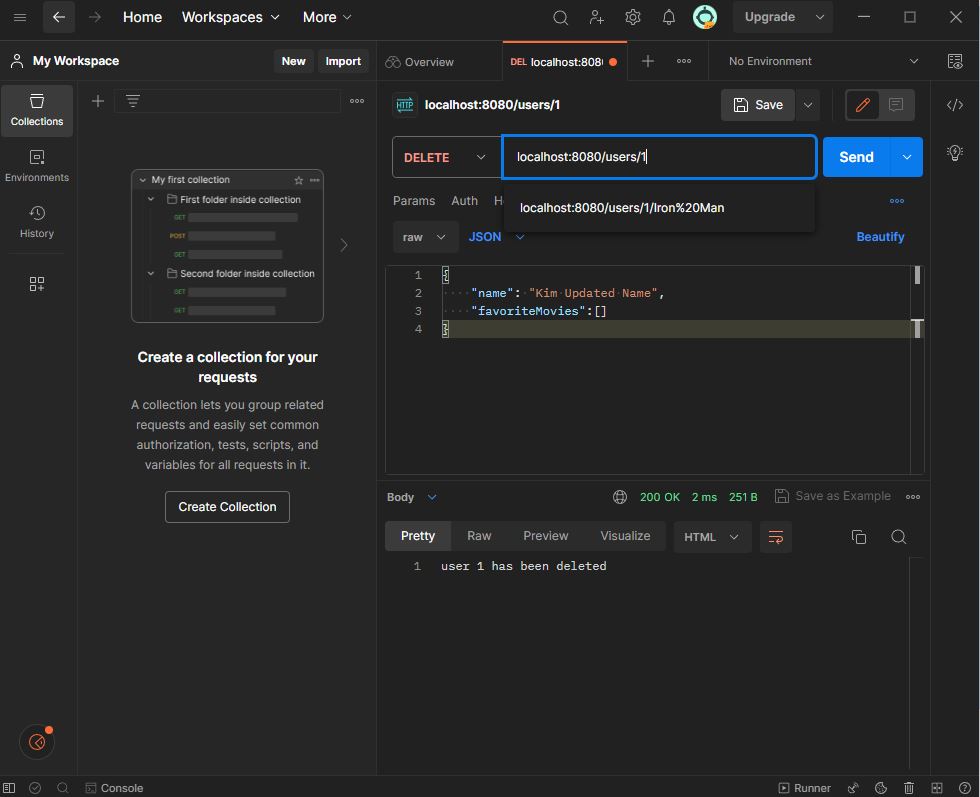 Home Workspaces More Upgrade
My Workspace New Import Overview DEL localhost:808 No Environment
Collections
Environments
History
My first collection
First folder inside collection
GET
POST
GET
Second folder inside collection
GET
GET
Create a collection for your
requests
A collection lets you group related
requests and easily set common
authorization, tests, scripts, and
variables for all requests in it.
Create Collection
HTTP localhost:8080/users/1 Save
DELETE localhost:8080/users/1 Send
Params Auth H
localhost:8080/users/1/Iron%20Man
raw JSON Beautify
1 {
2 ····"name":·"Kim·Updated·Name",
3 ····"favoriteMovies":[]
4 }
Body 200 OK 2 ms 251 B Save as Example
Pretty Raw Preview Visualize HTML
1 user 1 has been deleted
Console Runner